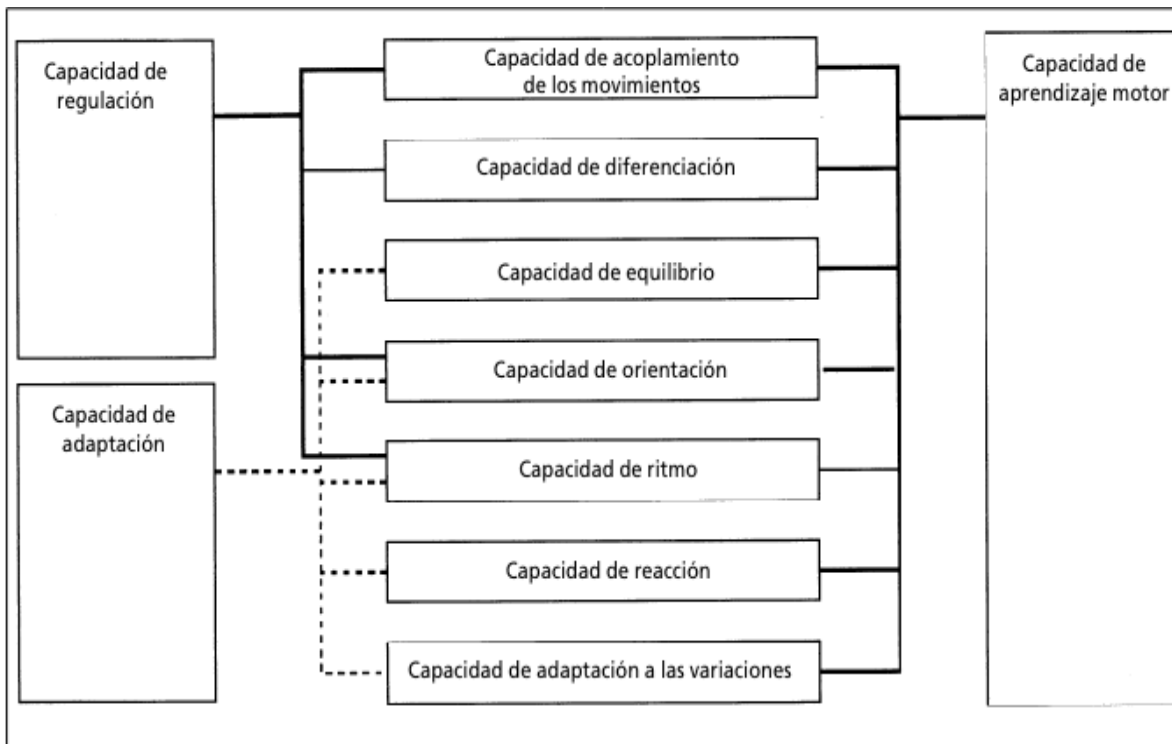 Capacidad de
regulación
Capacidad de
adaptación
Capacidad de acoplamiento
de los movimientos
Capacidad de diferenciación
Capacidad de equilibrio
Capacidad de orientación
Capacidad de ritmo
Capacidad de reacción
Capacidad de adaptación a las variaciones
Capacidad de
aprendizaje motor